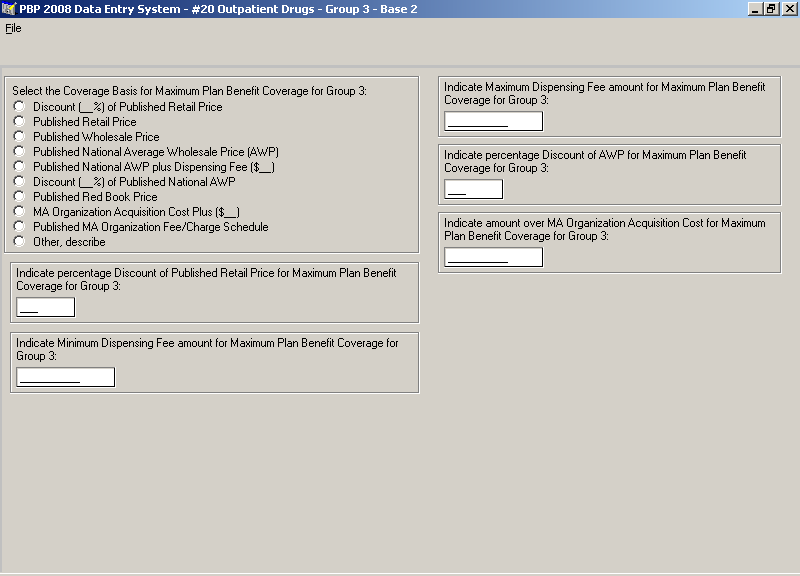 PBP 2008 Data Entry System - #20 Outpatient Drugs - Group 3 - Base 2
File
Select the Coverage Basis for Maximum Plan Benefit Coverage for Group 3:
Discount (__%) of Published Retail Price
Published Retail Price
Published Wholesale Price
Published National Average Wholesale Price (AWP)
Published National AWP plus Dispensing Fee ($__)
Discount (__%) of Published National AWP
Published Red Book Price
MA Organization Acquisition Cost Plus ($__)
Published MA Organization Fee/Charge Schedule
Other, describe
Indicate percentage Discount of Published Retail Price for Maximum Plan Benefit
Coverage for Group 3:
Indicate Minimum Dispensing Fee amount for Maximum Plan Benefit Coverage for
Group 3:
Indicate Maximum Dispensing Fee amount for Maximum Plan Benefit
Coverage for Group 3:
Indicate percentage Discount of AWP for Maximum Plan Benefit
Coverage for Group 3:
Indicate amount over MA Organization Acquisition Cost for Maximum
Plan Benefit Coverage for Group 3: